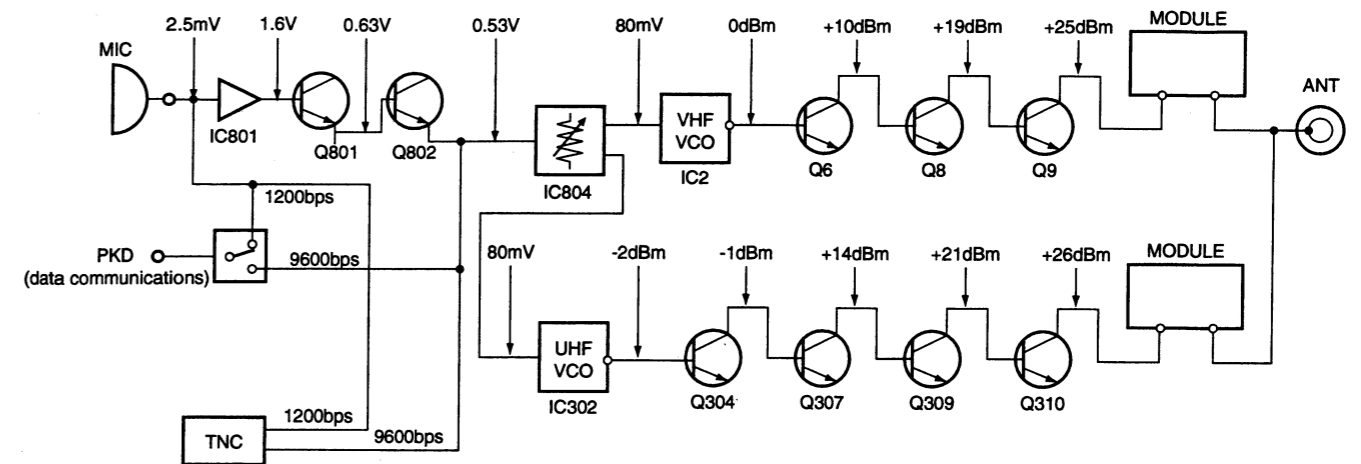 2.5mV 1.6V 0.63V 0.53V 80mV 0dBm +10dBm +19dBm +25dBm MODULE
MIC
ANT
IC801 Q801 Q802
IC804
VHF
VCO
IC2
Q6 Q8 Q9
1200bps
PKD
(data communications)
9600bps
80mV -2dBm -1dBm +14dBm +21dBm +26dBm MODULE
UHF
VCO
IC302
Q304 Q307 Q309 Q310
1200bps
TNC
9600bps